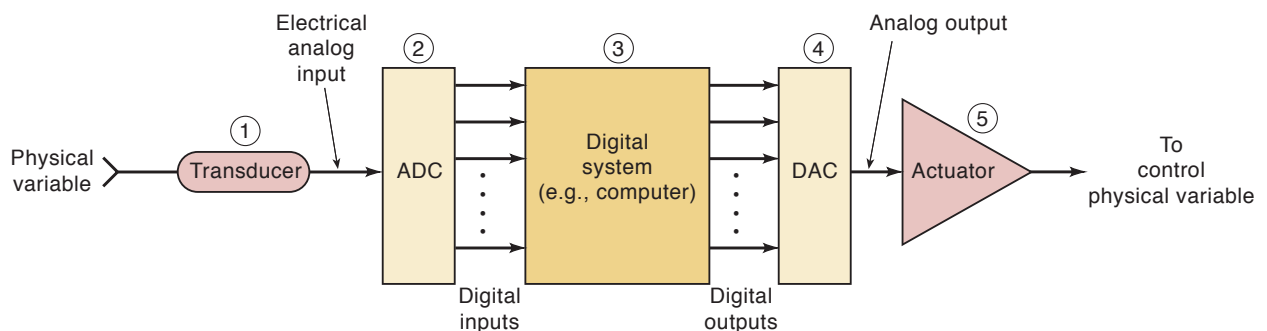 Electrical
analog
input
Analog output
1
2
3
4
5
Physical
variable
Transducer
ADC
Digital
system
(e.g., computer)
DAC
Actuator
To
control
physical variable
Digital
inputs
Digital
outputs